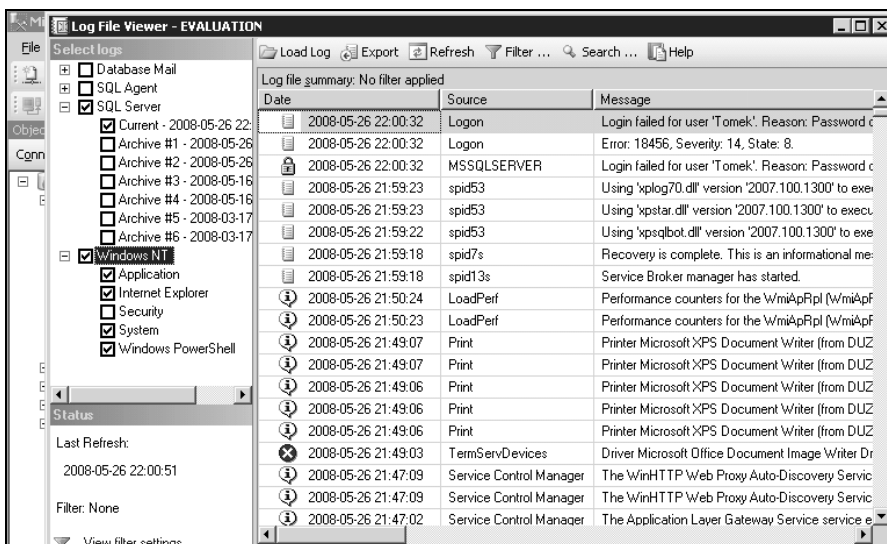 Log File Viewer - EVALUATION
File
Select logs
Load Log Export Refresh Filter ... Search ... Help
Database Mail
SQL Agent
SQL Server
Current - 2008-05-26 22:
Archive #1 - 2008-05-26
Archive #2 - 2008-05-26
Archive #3 - 2008-05-16
Archive #4 - 2008-05-16
Archive #5 - 2008-03-17
Archive #6 - 2008-03-17
Windows NT
Application
Internet Explorer
Security
System
Windows PowerShell
Objec
Conn
Status
Last Refresh:
2008-05-26 22:00:51
Filter: None
View filter settings
Log file summary: No filter applied
Date Source Message
2008-05-26 22:00:32 Logon Login failed for user 'Tomek'. Reason: Password
2008-05-26 22:00:32 Logon Error: 18456, Severity: 14, State: 8.
2008-05-26 22:00:32 MSSQLSERVER Login failed for user 'Tomek'. Reason: Password
2008-05-26 21:59:23 spid53 Using 'xplog70.dll' version '2007.100.1300' to exe
2008-05-26 21:59:23 spid53 Using 'xpstar.dll' version '2007.100.1300' to execu
2008-05-26 21:59:22 spid53 Using 'xpsqlbot.dll' version '2007.100.1300' to exe
2008-05-26 21:59:18 spid7s Recovery is complete. This is an informational me
2008-05-26 21:59:18 spid13s Service Broker manager has started.
2008-05-26 21:50:24 LoadPerf Performance counters for the WmiApRpl (WmiApF
2008-05-26 21:50:23 LoadPerf Performance counters for the WmiApRpl (WmiApF
2008-05-26 21:49:07 Print Printer Microsoft XPS Document Writer (from DUZ
2008-05-26 21:49:07 Print Printer Microsoft XPS Document Writer (from DUZ
2008-05-26 21:49:06 Print Printer Microsoft XPS Document Writer (from DUZ
2008-05-26 21:49:06 Print Printer Microsoft XPS Document Writer (from DUZ
2008-05-26 21:49:06 Print Printer Microsoft XPS Document Writer (from DUZ
2008-05-26 21:49:03 TermServDevices Driver Microsoft Office Document Image Writer Dr
2008-05-26 21:47:09 Service Control Manager The WinHTTP Web Proxy Auto-Discovery Servic
2008-05-26 21:47:09 Service Control Manager The WinHTTP Web Proxy Auto-Discovery Servic
2008-05-26 21:47:02 Service Control Manager The Application Layer Gateway Service service e